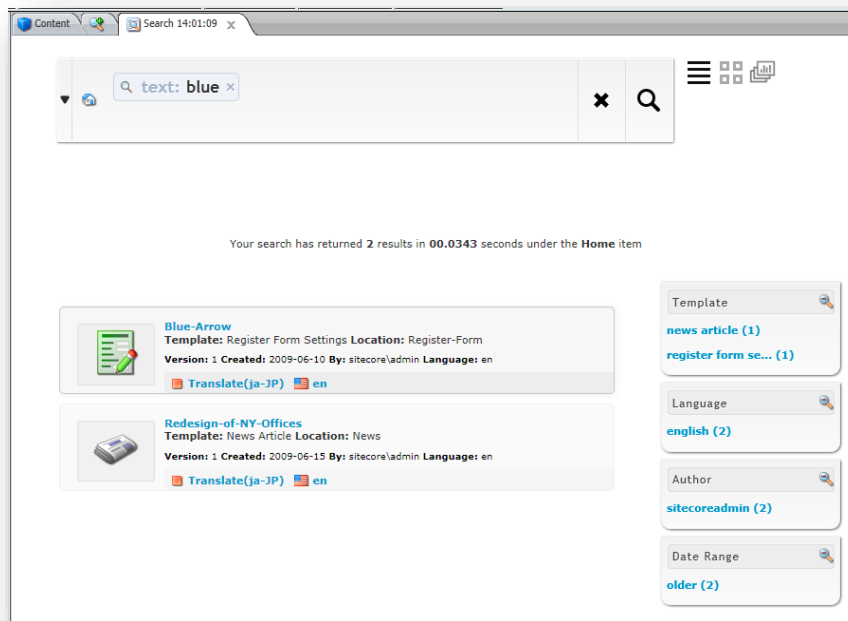 Content
Search 14:01:09 x
text: blue ×
Your search has returned 2 results in 00.0343 seconds under the Home item
Blue-Arrow
Template: Register Form Settings Location: Register-Form
Version: 1 Created: 2009-06-10 By: sitecore\admin Language: en
Translate(ja-JP) en
Redesign-of-NY-Offices
Template: News Article Location: News
Version: 1 Created: 2009-06-15 By: sitecore\admin Language: en
Translate(ja-JP) en
Template
news article (1)
register form se... (1)
Language
english (2)
Author
sitecoreadmin (2)
Date Range
older (2)